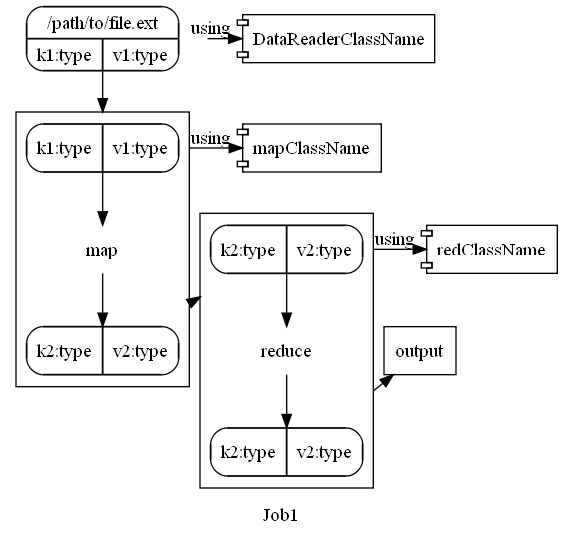 /path/to/file.ext
k1:type v1:type
using
DataReaderClassName
k1:type v1:type
using
mapClassName
map
k2:type v2:type
k2:type v2:type
using
redClassName
reduce
output
k2:type v2:type
Job1